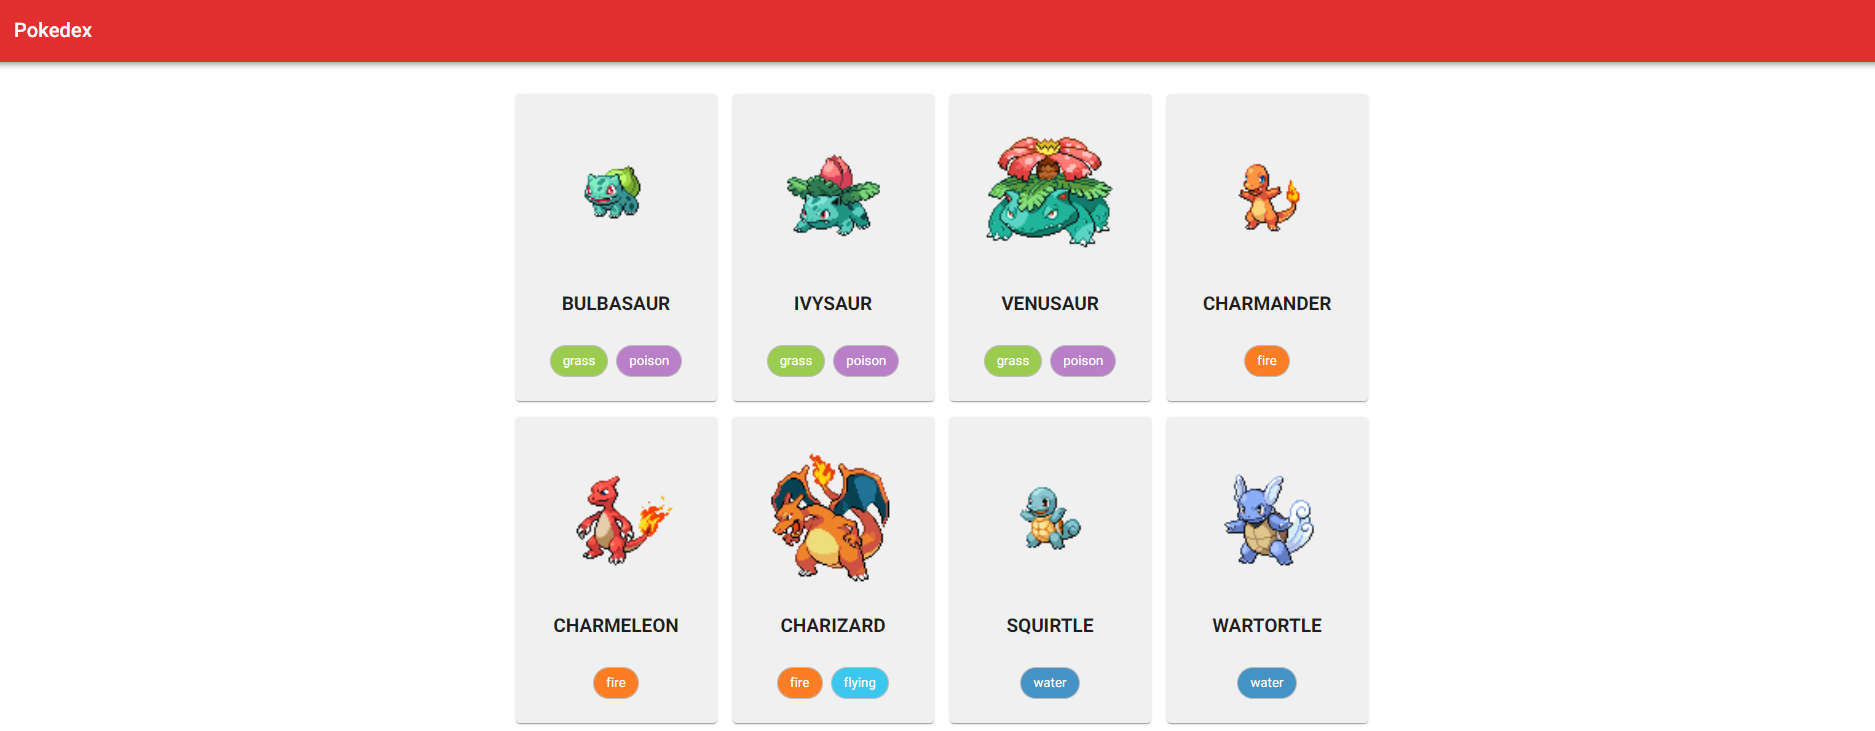 Pokedex
BULBASAUR
grass poison
IVYSAUR
grass poison
VENUSAUR
grass poison
CHARMANDER
fire
CHARMELEON
fire
CHARIZARD
fire flying
SQUIRTLE
water
WARTORTLE
water